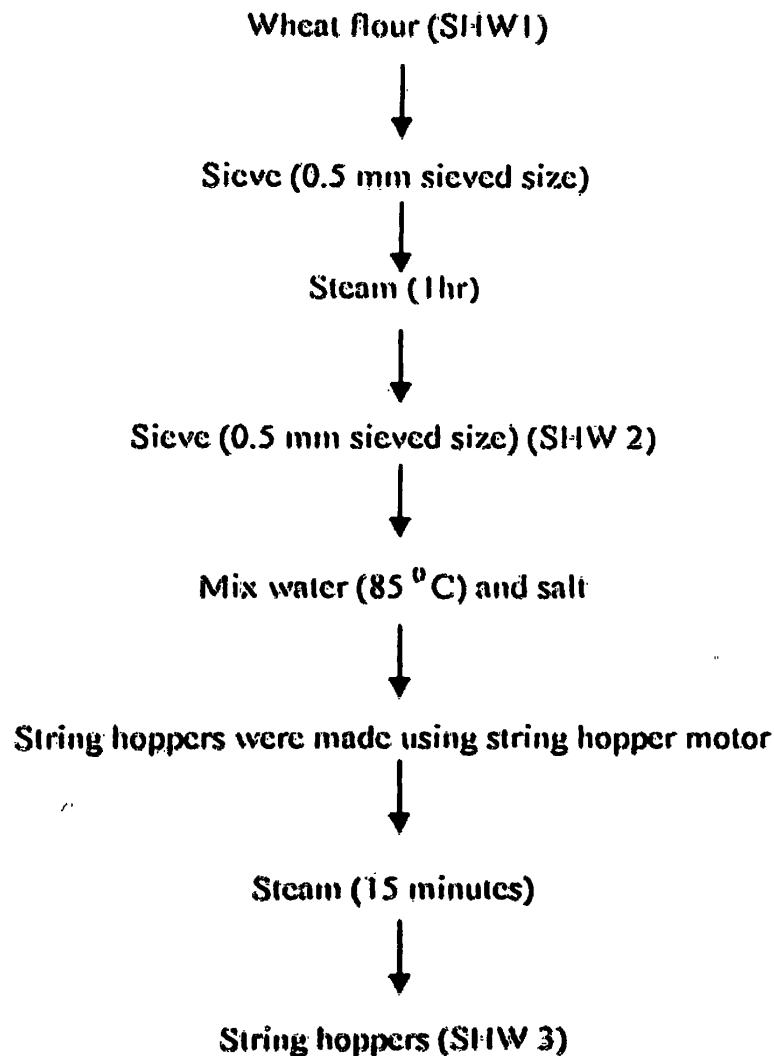 Wheat flour (SHW1)
Sieve (0.5 mm sieved size)
Steam (1hr)
Sieve (0.5 mm sieved size) (SHW 2)
Mix water (85 ⁰C) and salt
String hoppers were made using string hopper motor
Steam (15 minutes)
String hoppers (SHW 3)